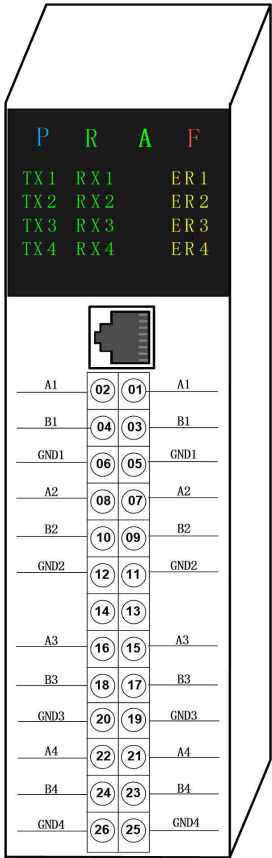 P R A F
TX1 RX1 ER1
TX2 RX2 ER2
TX3 RX3 ER3
TX4 RX4 ER4
A1 02 01 A1
B1 04 03 B1
GND1 06 05 GND1
A2 08 07 A2
B2 10 09 B2
GND2 12 11 GND2
14 13
A3 16 15 A3
B3 18 17 B3
GND3 20 19 GND3
A4 22 21 A4
B4 24 23 B4
GND4 26 25 GND4